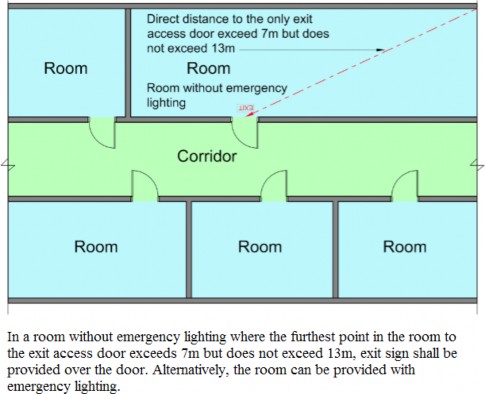 Direct distance to the only exit
access door exceed 7m but does
not exceed 13m
Room
Room
Room without emergency
lighting
EXIT
Corridor
Room
Room
Room
In a room without emergency lighting where the furthest point in the room to
the exit access door exceeds 7m but does not exceed 13m, exit sign shall be
provided over the door. Alternatively, the room can be provided with
emergency lighting.